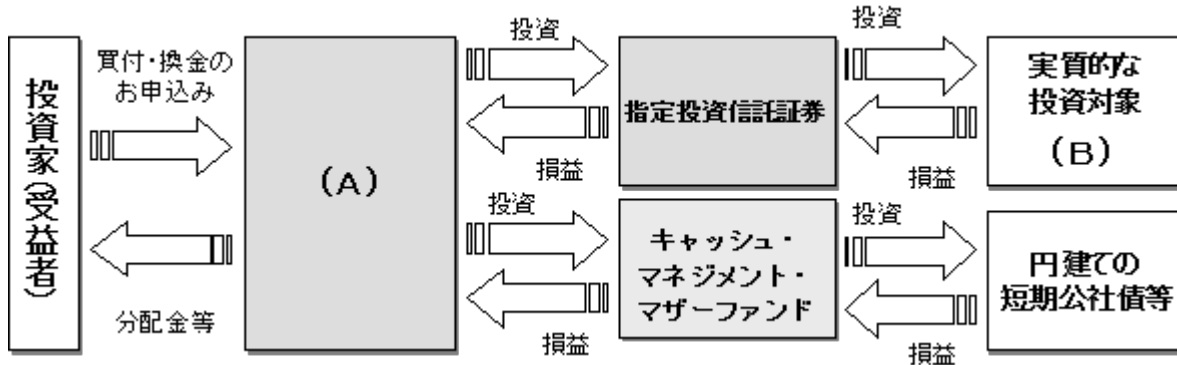 投資家(受益者)
買付・換金の
お申込み
分配金等
(A)
投資
損益
投資
損益
指定投資信託証券
キャッシュ・
マネジメント・
マザーファンド
投資
損益
投資
損益
実質的な
投資対象
(B)
円建ての
短期公社債等